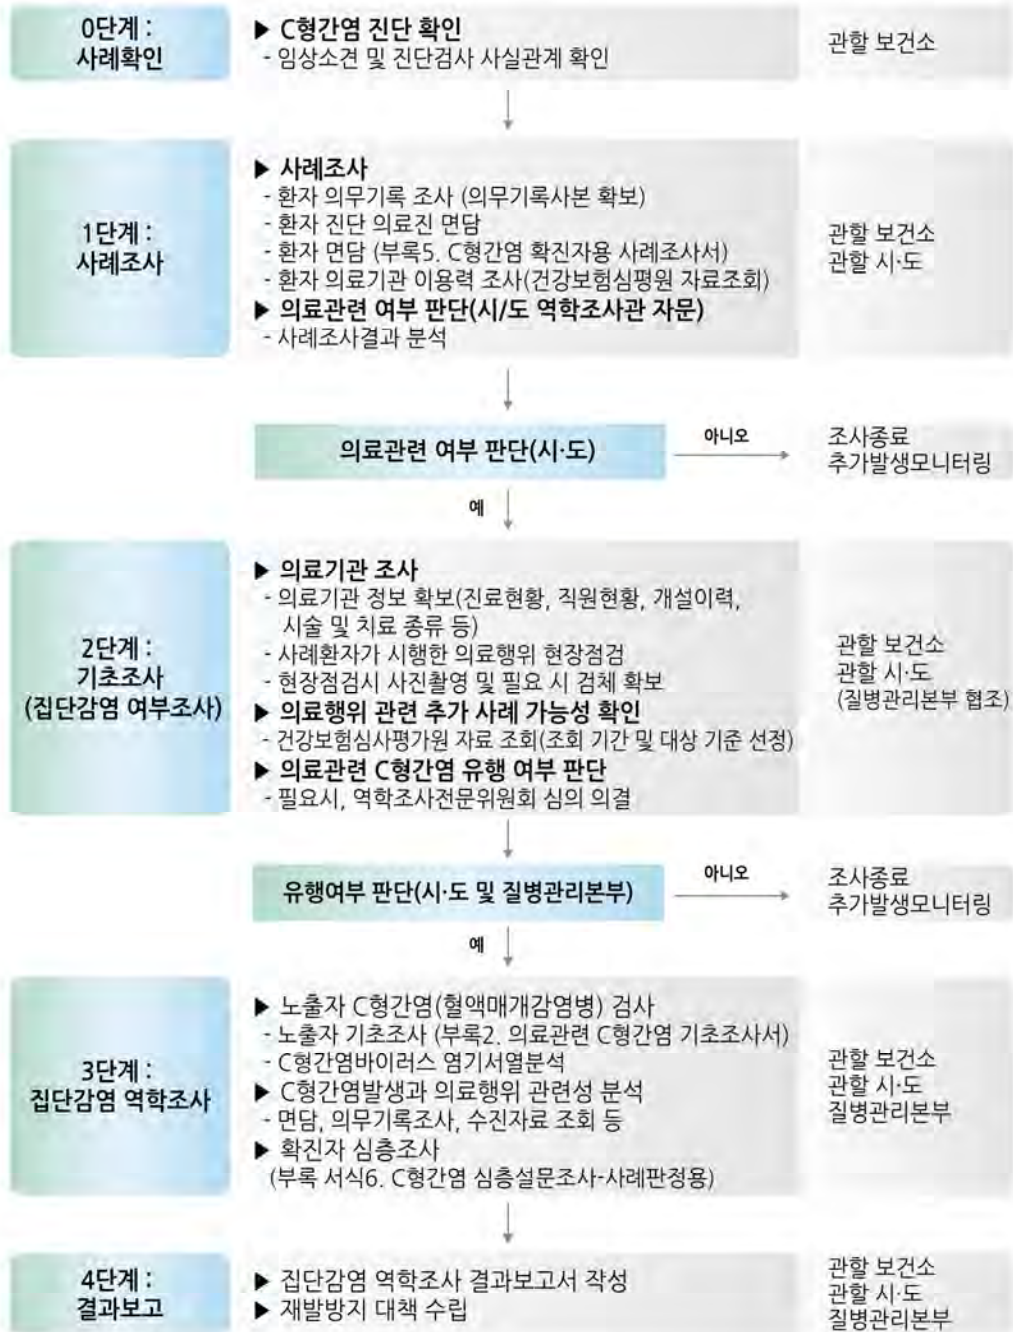 0단계 :
사례확인
▶ C형간염 진단 확인
- 임상소견 및 진단검사 사실관계 확인
관할 보건소
1단계 :
사례조사
▶ 사례조사
- 환자 의무기록 조사 (의무기록사본 확보)
- 환자 진단 의료진 면담
- 환자 면담 (부록5. C형간염 확진자용 사례조사서)
- 환자 의료기관 이용력 조사(건강보험심평원 자료조회)
▶ 의료관련 여부 판단(시/도 역학조사관 자문)
- 사례조사결과 분석
관할 보건소
관할 시·도
의료관련 여부 판단(시·도)
아니오
조사종료
추가발생모니터링
예
2단계 :
기초조사
(집단감염 여부조사)
▶ 의료기관 조사
- 의료기관 정보 확보(진료현황, 직원현황, 개설이력,
시술 및 치료 종류 등)
- 사례환자가 시행한 의료행위 현장점검
- 현장점검시 사진촬영 및 필요 시 검체 확보
▶ 의료행위 관련 추가 사례 가능성 확인
- 건강보험심사평가원 자료 조회(조회 기간 및 대상 기준 선정)
▶ 의료관련 C형간염 유행 여부 판단
- 필요시, 역학조사전문위원회 심의 의결
관할 보건소
관할 시·도
(질병관리본부 협조)
유행여부 판단(시·도 및 질병관리본부)
아니오
조사종료
추가발생모니터링
예
3단계 :
집단감염 역학조사
▶ 노출자 C형간염(혈액매개감염병) 검사
- 노출자 기초조사 (부록2. 의료관련 C형간염 기초조사서)
- C형간염바이러스 염기서열분석
▶ C형간염발생과 의료행위 관련성 분석
- 면담, 의무기록조사, 수진자료 조회 등
▶ 확진자 심층조사
(부록 서식6. C형간염 심층설문조사-사례판정용)
관할 보건소
관할 시·도
질병관리본부
4단계 :
결과보고
▶ 집단감염 역학조사 결과보고서 작성
▶ 재발방지 대책 수립
관할 보건소
관할 시·도
질병관리본부